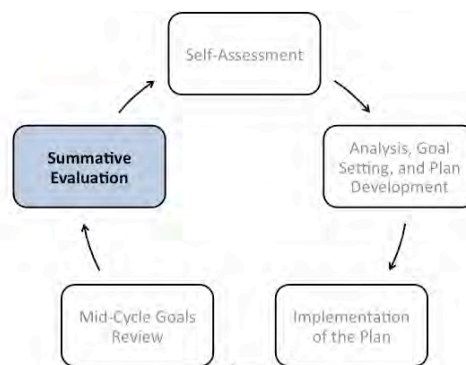 Self-Assessment
Summative
Evaluation
Analysis, Goal
Setting, and Plan
Development
Mid-Cycle Goals
Review
Implementation
of the Plan